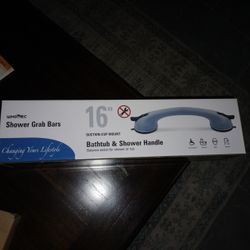 Shower Grab Bars
Changing Your Lifestyle
16"
SUCTION CUP MOUNT
Bathtub & Shower Handle